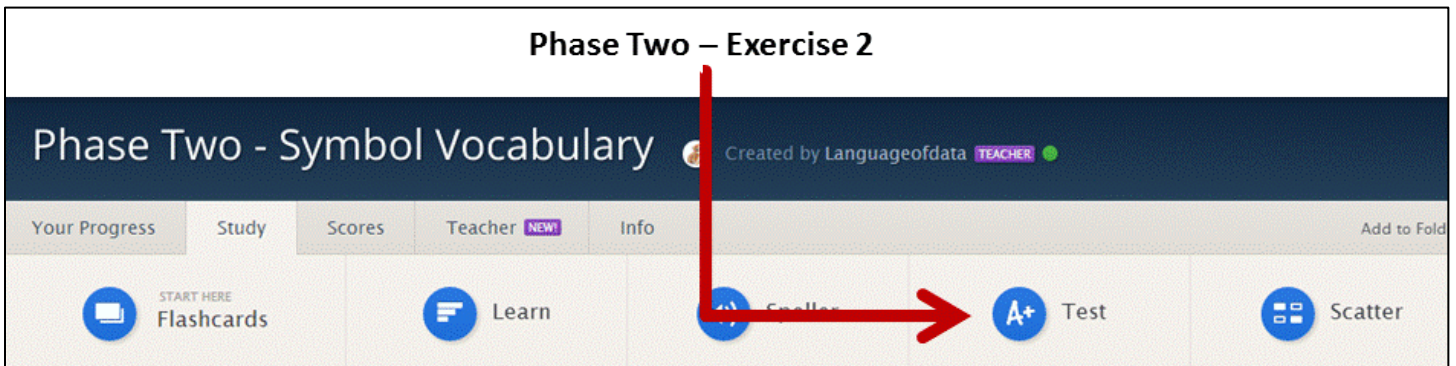 Phase Two – Exercise 2
Phase Two - Symbol Vocabulary Created by Languageofdata TEACHER
Your Progress Study Scores Teacher NEW! Info Add to Fold
START HERE
Flashcards Learn Speller A+ Test Scatter